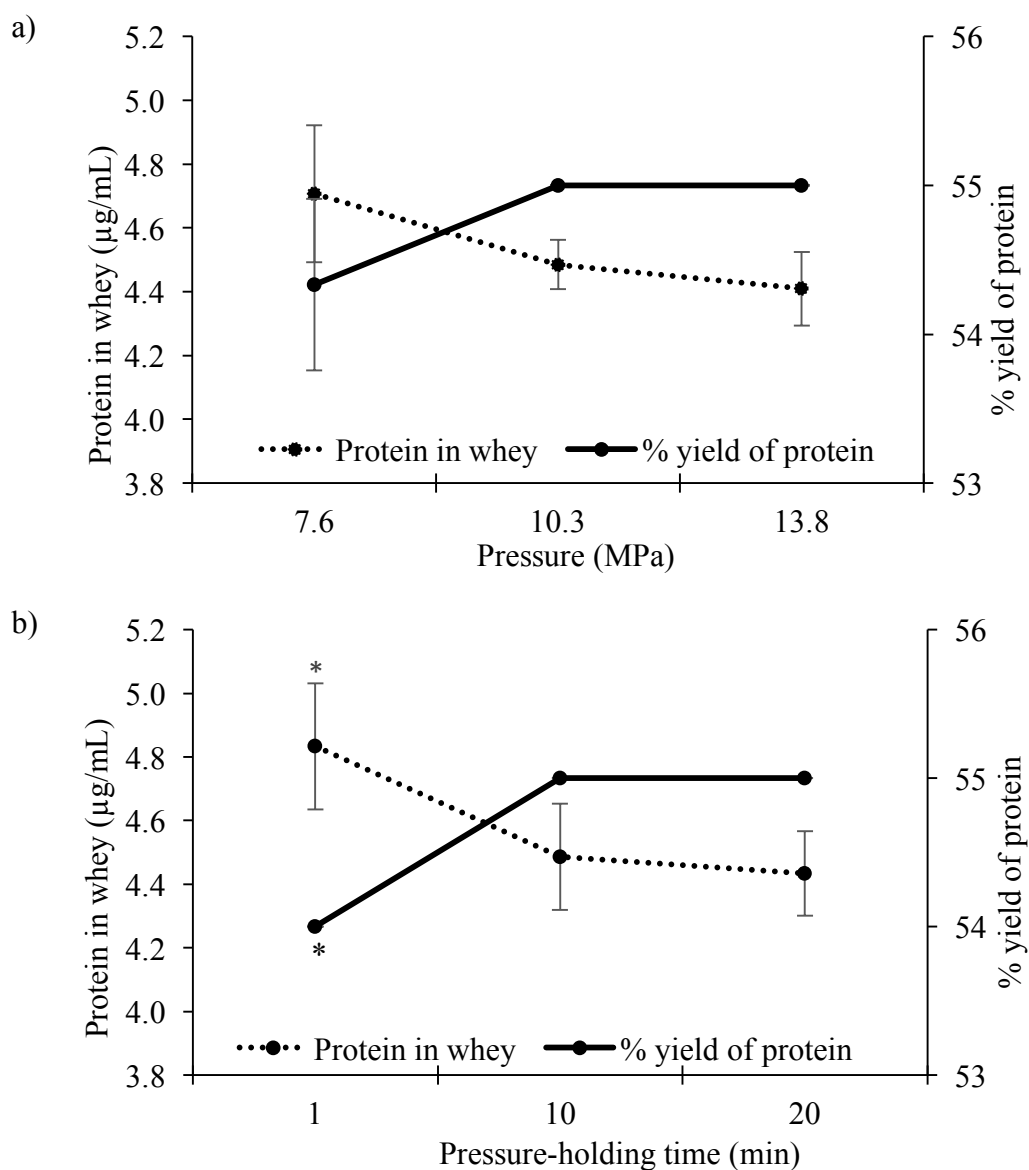 a)
5.2
5.0
4.8
4.6
4.4
4.2
4.0
3.8
Protein in whey (µg/mL)
56
55
54
53
% yield of protein
Protein in whey
% yield of protein
7.6 10.3 13.8
Pressure (MPa)
b)
5.2
5.0
4.8
4.6
4.4
4.2
4.0
3.8
Protein in whey (µg/mL)
*
*
56
55
54
53
% yield of protein
Protein in whey
% yield of protein
1 10 20
Pressure-holding time (min)